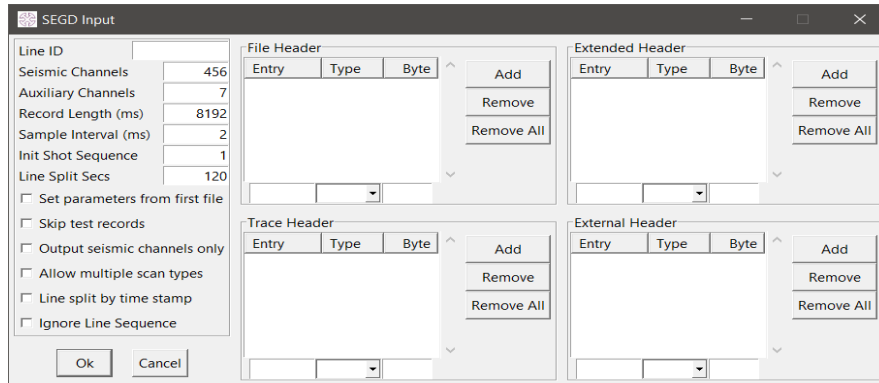 SEGD Input
Line ID
Seismic Channels 456
Auxiliary Channels 7
Record Length (ms) 8192
Sample Interval (ms) 2
Init Shot Sequence 1
Line Split Secs 120
Set parameters from first file
Skip test records
Output seismic channels only
Allow multiple scan types
Line split by time stamp
Ignore Line Sequence
Ok Cancel
File Header
Entry Type Byte
Add
Remove
Remove All
Extended Header
Entry Type Byte
Add
Remove
Remove All
Trace Header
Entry Type Byte
Add
Remove
Remove All
External Header
Entry Type Byte
Add
Remove
Remove All